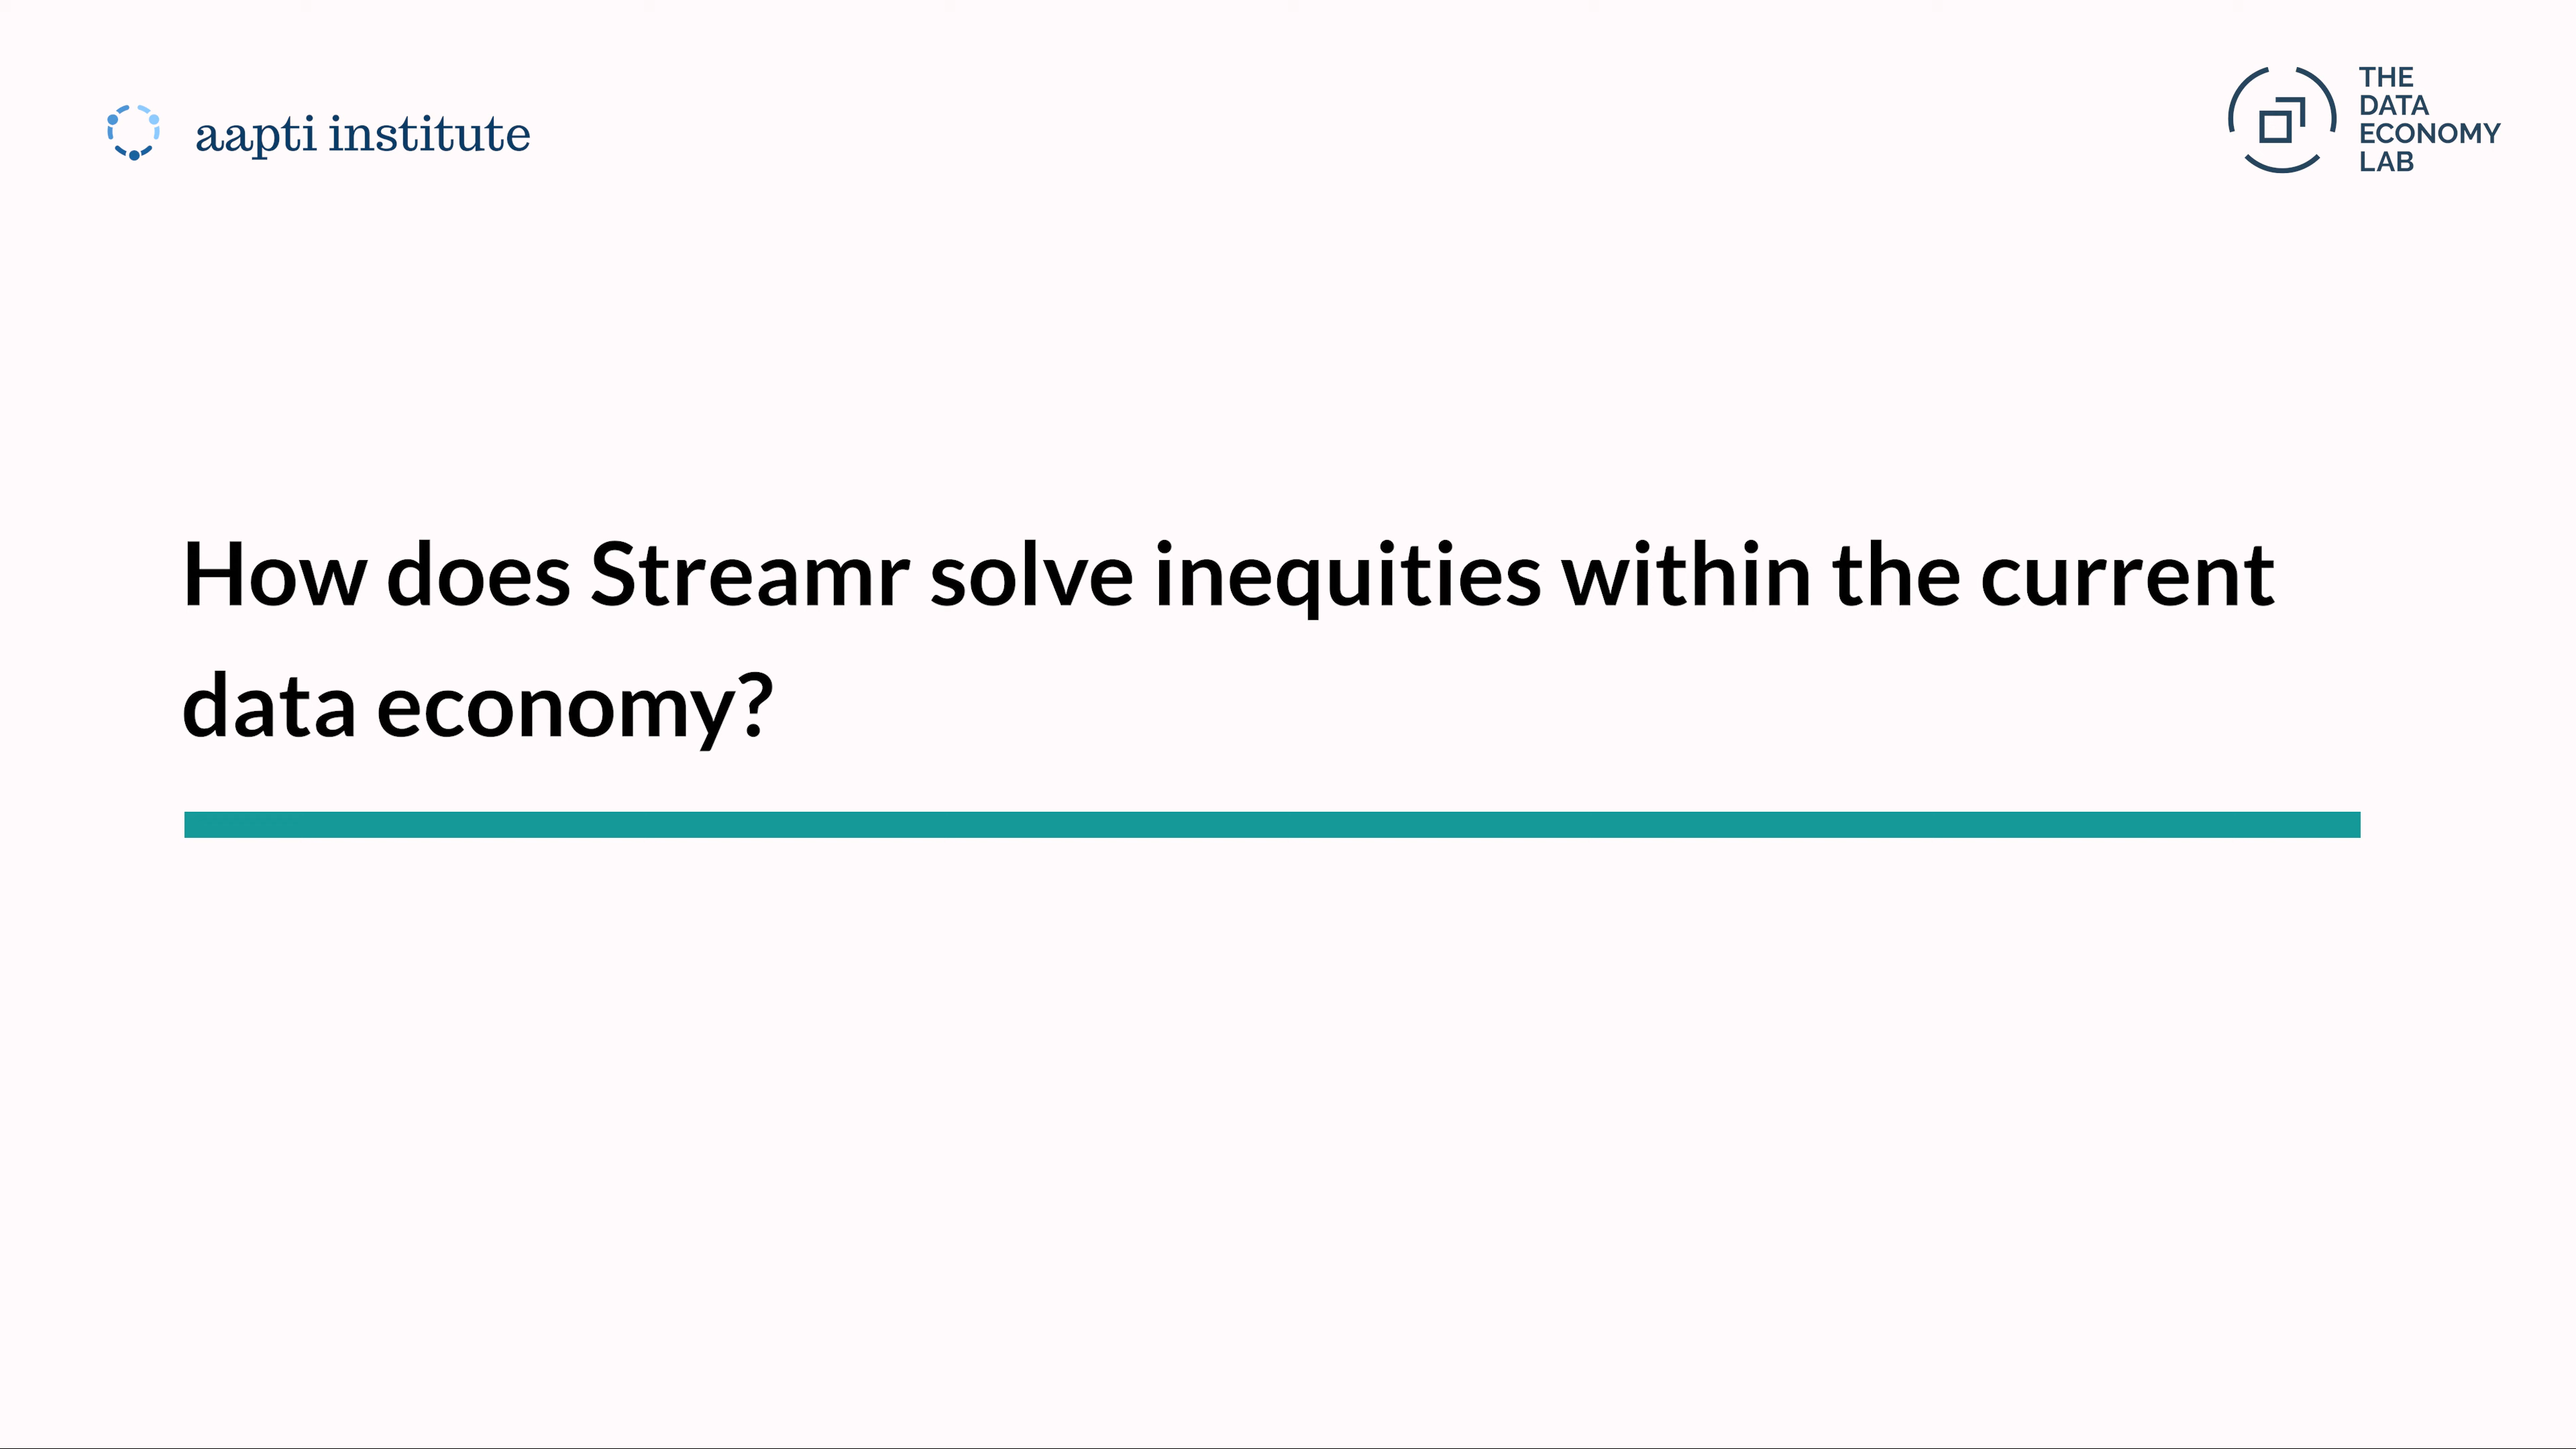 aapti institute
THE
DATA
ECONOMY
LAB
How does Streamr solve inequities within the current
data economy?